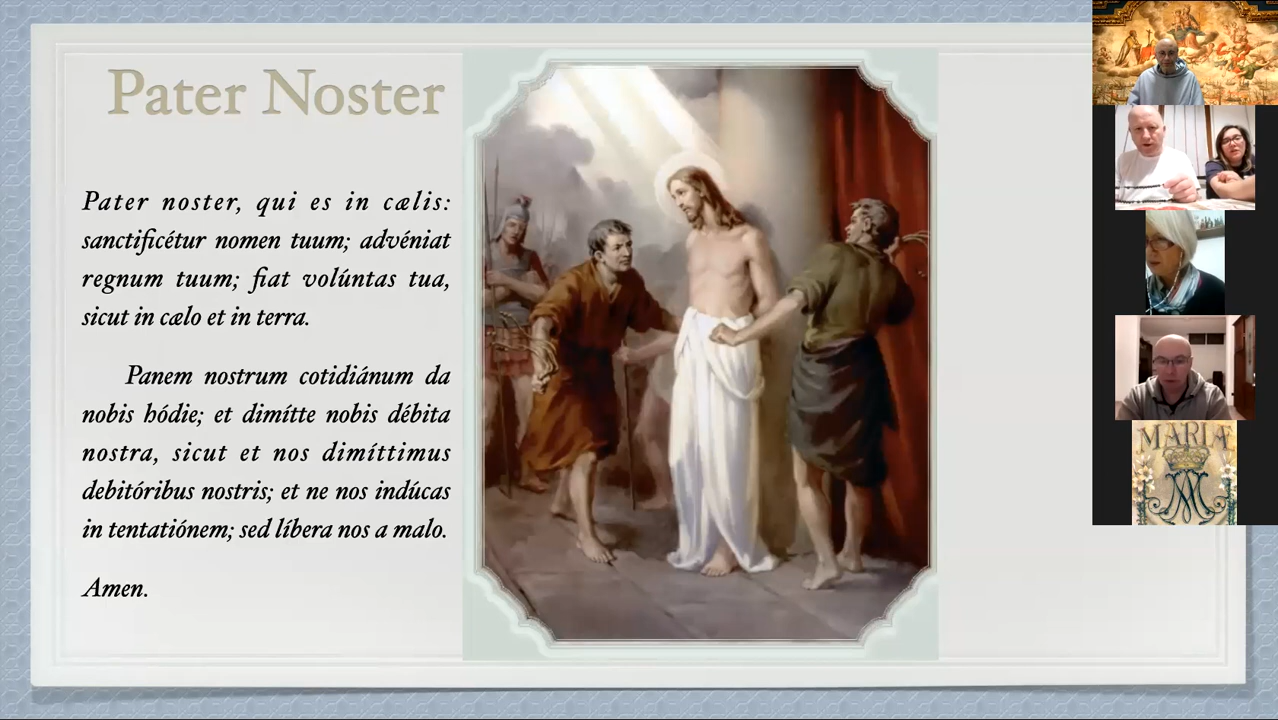 Pater Noster
Pater noster, qui es in cælis:
sanctificétur nomen tuum; advéniat
regnum tuum; fiat volúntas tua,
sicut in cælo et in terra.
Panem nostrum cotidiánum da
nobis hódie; et dimítte nobis débita
nostra, sicut et nos dimíttimus
debitóribus nostris; et ne nos indúcas
in tentatiónem; sed líbera nos a malo.
Amen.
MARIA